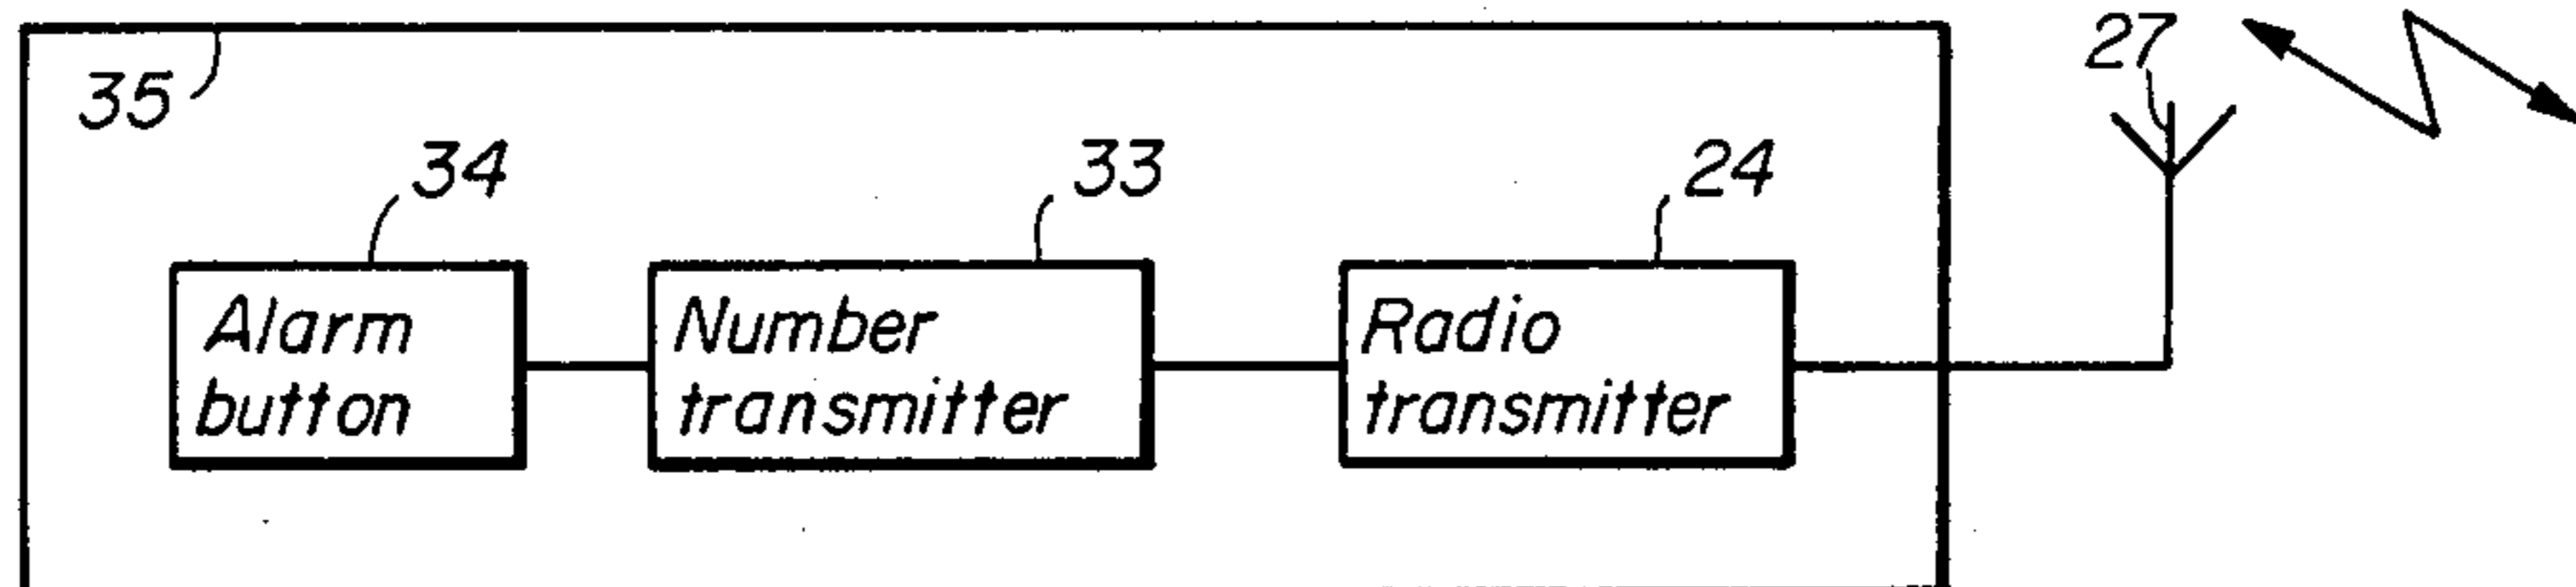 35
27
34
33
24
Alarm
button
Number
transmitter
Radio
transmitter